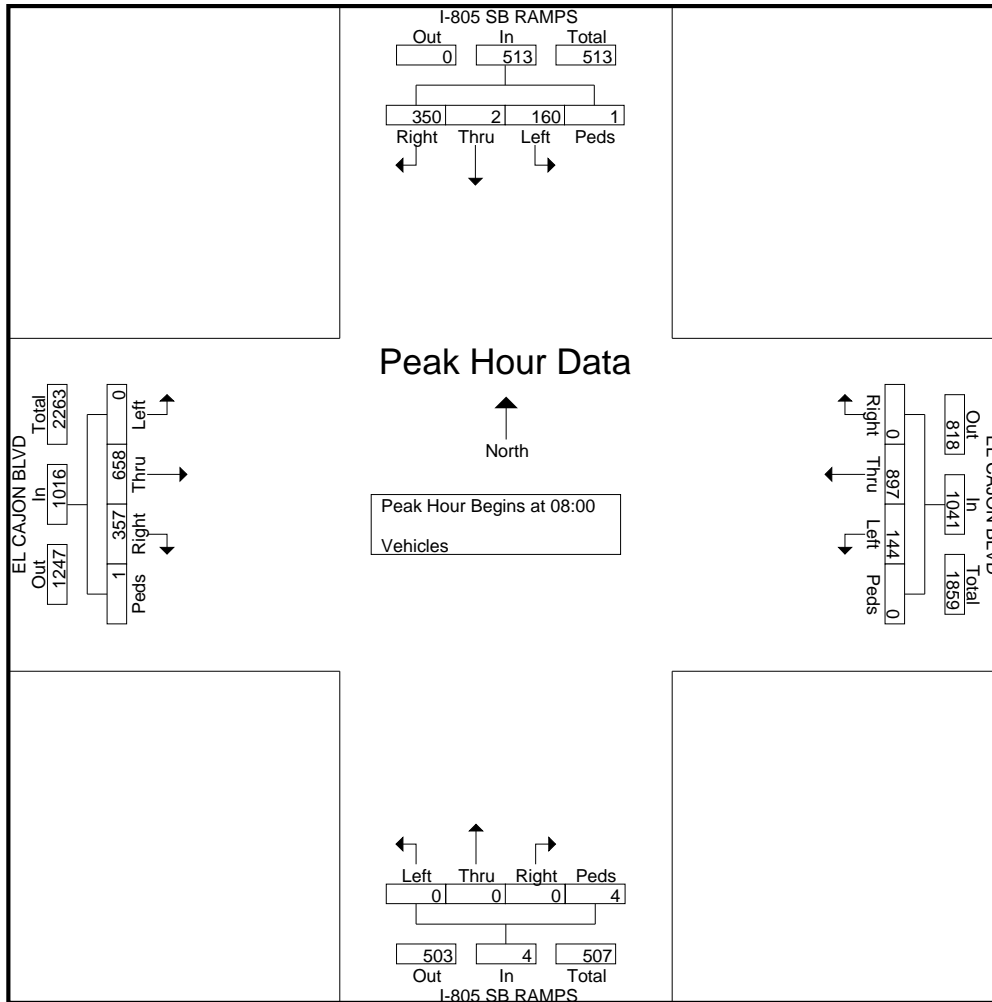 I-805 SB RAMPS
Out In Total
0 513 513
350 2 160 1
Right Thru Left Peds
Peak Hour Data
North
Peak Hour Begins at 08:00
Vehicles
EL CAJON BLVD
Total In Out
2263 1016 1247
0 658 357 1
Left Thru Right Peds
Right Thru Left Peds
0 897 144 0
818 1041 1859
Out In Total
EL CAJON BLVD
Left Thru Right Peds
0 0 0 4
503 4 507
Out In Total
I-805 SB RAMPS